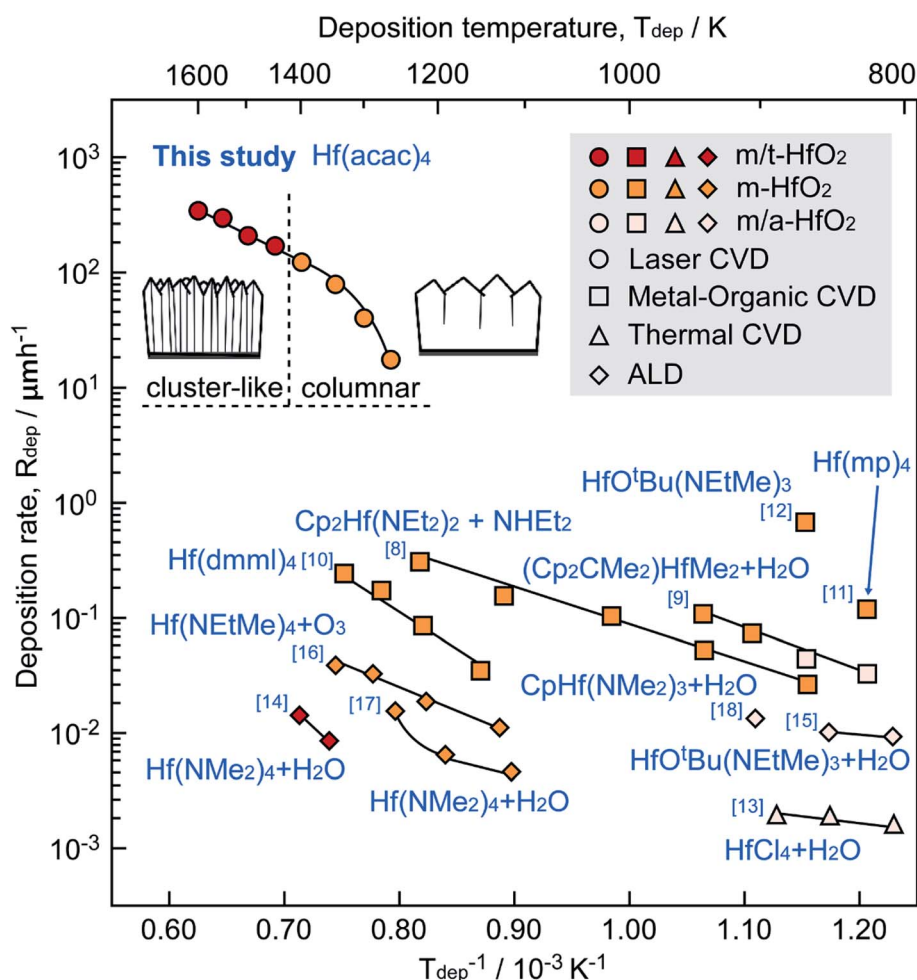 Deposition temperature, Tdep / K
1600 1400 1200 1000 800
Deposition rate, Rdep / μmh⁻¹
10³
10²
10¹
10⁰
10⁻¹
10⁻²
10⁻³
This study Hf(acac)₄
m/t-HfO₂
m-HfO₂
m/a-HfO₂
Laser CVD
Metal-Organic CVD
Thermal CVD
ALD
cluster-like columnar
Hf(mp)₄
HfOᵗBu(NEtMe)₃
[12]
Cp₂Hf(NEt₂)₂ + NHEt₂
[8]
Hf(dmml)₄ [10]
(Cp₂CMe₂)HfMe₂+H₂O
[9]
[11]
Hf(NEtMe)₄+O₃
[16]
CpHf(NMe₂)₃+H₂O
[14]
[17]
[18]
[15]
Hf(NMe₂)₄+H₂O
HfOᵗBu(NEtMe)₃+H₂O
Hf(NMe₂)₄+H₂O
[13]
HfCl₄+H₂O
0.60 0.70 0.80 0.90 1.00 1.10 1.20
Tdep⁻¹ / 10⁻³ K⁻¹